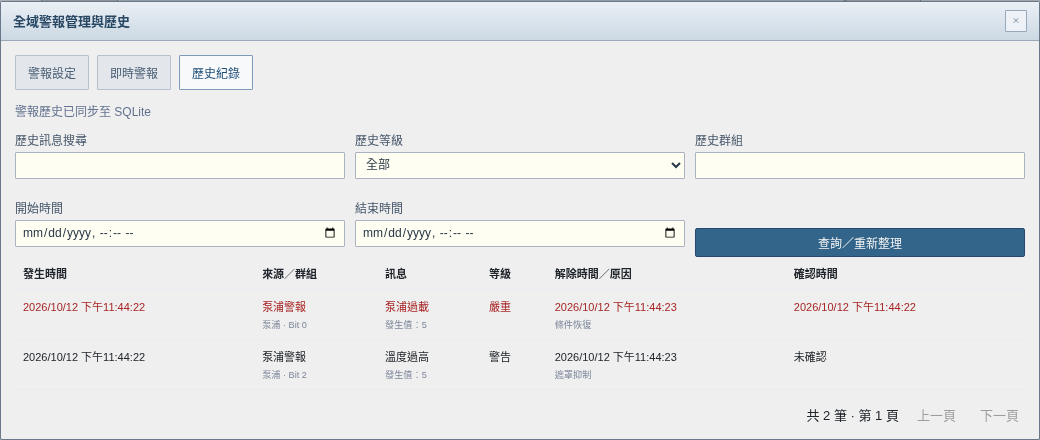 全域警報管理與歷史
×
警報設定 即時警報 歷史紀錄
警報歷史已同步至 SQLite
歷史訊息搜尋 歷史等級 歷史群組
全部
開始時間 結束時間
mm/dd/yyyy, --:-- -- mm/dd/yyyy, --:-- -- 查詢／重新整理
發生時間 來源／群組 訊息 等級 解除時間／原因 確認時間
2026/10/12 下午11:44:22 泵浦警報 泵浦過載 嚴重 2026/10/12 下午11:44:23 2026/10/12 下午11:44:22
泵浦 · Bit 0 發生值：5 條件恢復
2026/10/12 下午11:44:22 泵浦警報 溫度過高 警告 2026/10/12 下午11:44:23 未確認
泵浦 · Bit 2 發生值：5 遮罩抑制
共 2 筆 · 第 1 頁 上一頁 下一頁